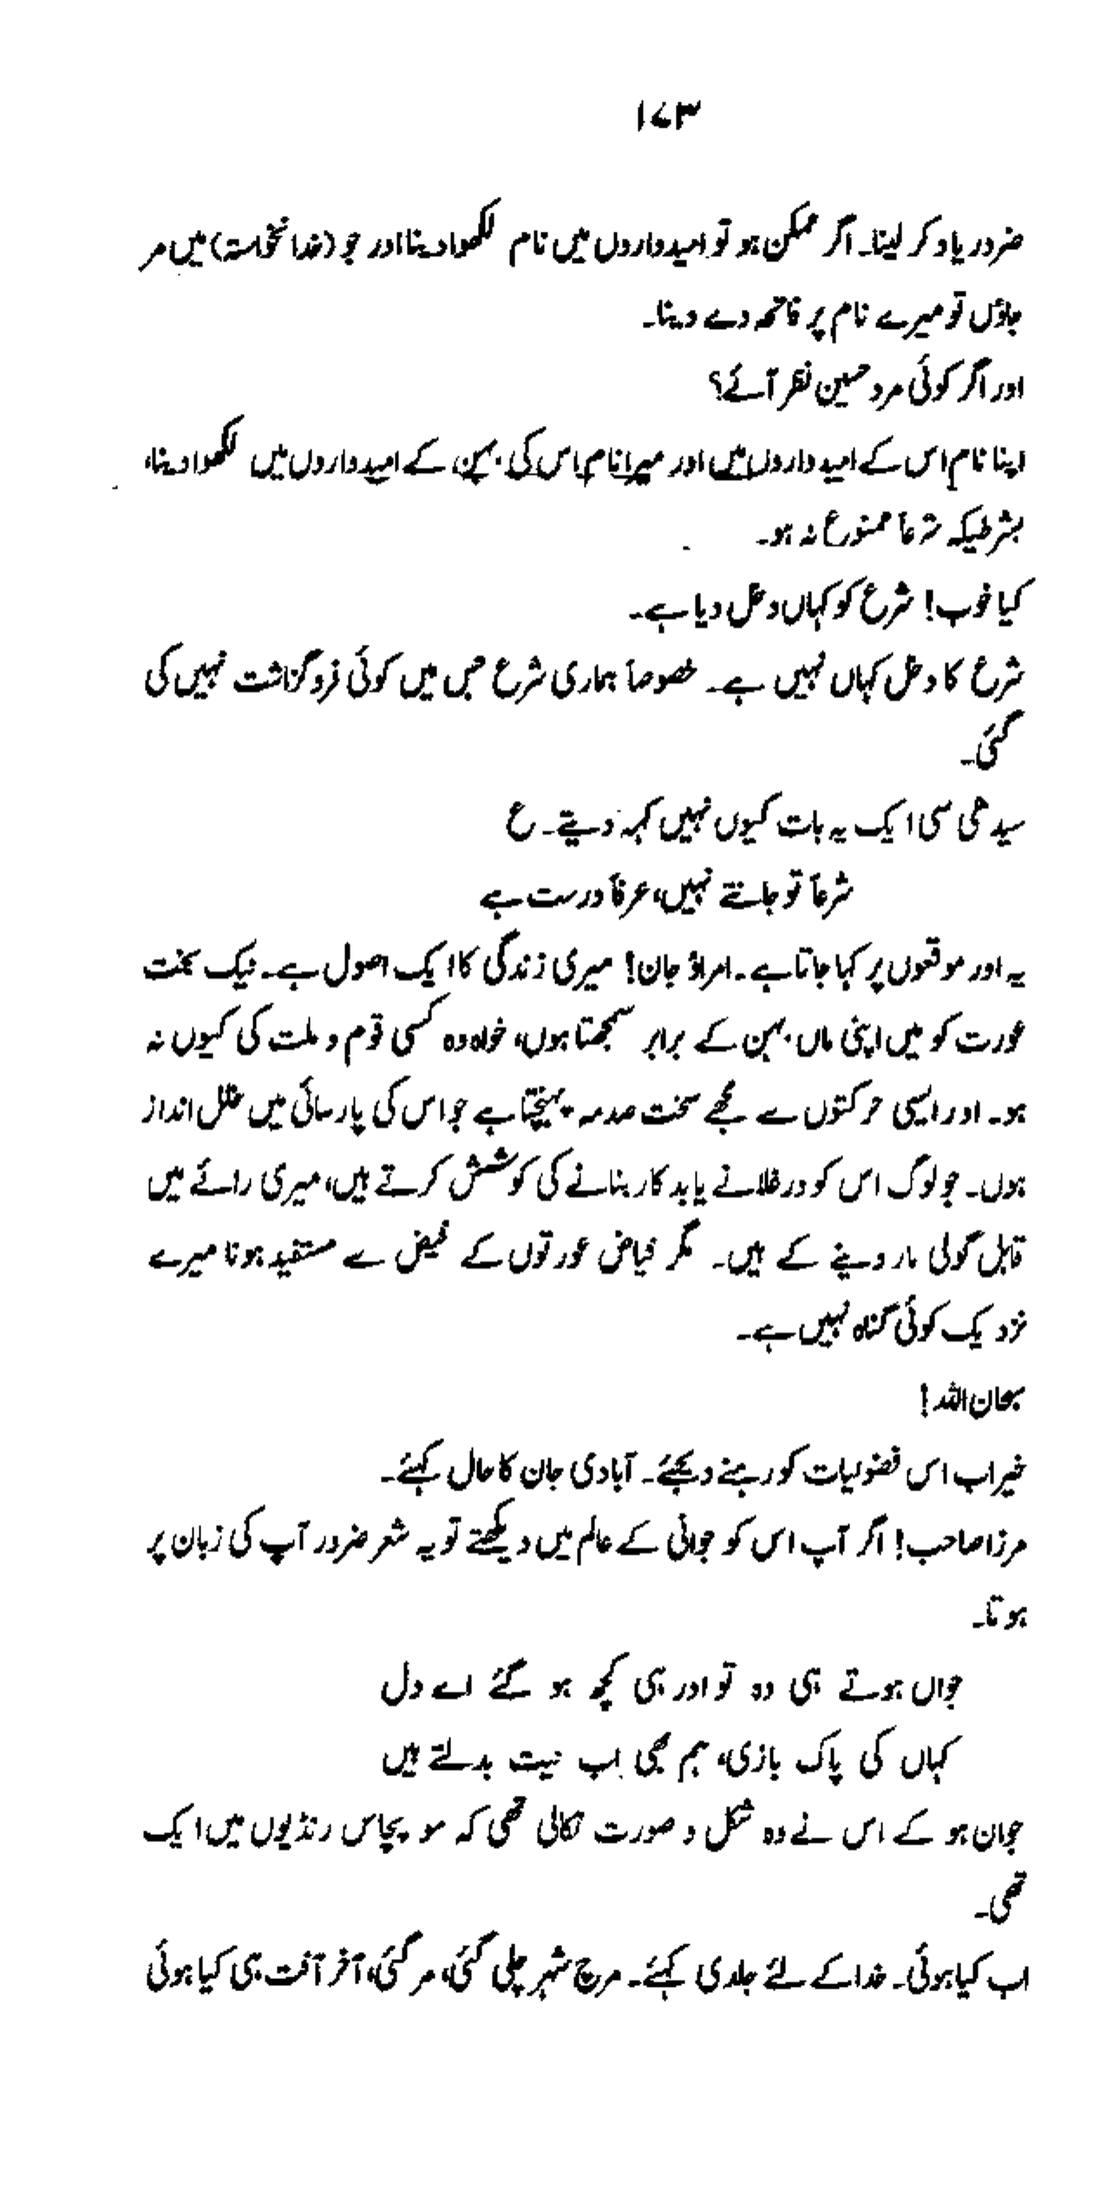 ۱۷۳
ضرور یاد کر لینا۔ اگر ممکن ہو تو امیدواروں میں نام لکھوا دینا اور جو (خدا نخواستہ) میں مر
جاؤں تو میرے نام پر فاتحہ دے دینا۔
اور اگر کوئی مرد حسین نظر آئے؟
اپنا نام اس کے امیدواروں میں اور میرا نام اس کی بہن کے امیدواروں میں لکھوا دینا،
بشرطیکہ شرعاً ممنوع نہ ہو۔
کیا خوب! شرع کو کہاں دخل دیا ہے۔
شرع کا دخل کہاں نہیں ہے۔ خصوصاً ہماری شرع جس میں کوئی فروگذاشت نہیں کی
گئی۔
سیدھی سی ایک یہ بات کیوں نہیں کہہ دیتے۔ ع
شرعاً تو جانتے نہیں، عرفاً درست ہے
یہ اور موقعوں پر کہا جاتا ہے۔ امراؤ جان! میری زندگی کا ایک اصول ہے۔ نیک بخت
عورت کو میں اپنی ماں بہن کے برابر سمجھتا ہوں، خواہ وہ کسی قوم و ملت کی کیوں نہ
ہو۔ اور ایسی حرکتوں سے مجھے سخت صدمہ پہنچتا ہے جو اس کی پارسائی میں خلل انداز
ہوں۔ جو لوگ اس کو ورغلانے یا بدکار بنانے کی کوشش کرتے ہیں، میری رائے میں
قابل گولی مار دینے کے ہیں۔ مگر فیاض عورتوں کے فیض سے مستفید ہونا میرے
نزدیک کوئی گناہ نہیں ہے۔
سبحان اللہ!
خیر اب اس فضولیات کو رہنے دیجئے۔ آبادی جان کا حال کہئے۔
مرزا صاحب! اگر آپ اس کو جوانی کے عالم میں دیکھتے تو یہ شعر ضرور آپ کی زبان پر
ہوتا۔
جواں ہوتے ہی وہ تو اور ہی کچھ ہو گئے اے دل
کہاں کی پاک بازی، ہم بھی اب نیت بدلتے ہیں
جوان ہو کے اس نے وہ شکل و صورت نکالی تھی کہ سو پچاس رنڈیوں میں ایک
تھی۔
اب کیا ہوئی۔ خدا کے لئے جلدی کہئے۔ مرچ شہر چلی گئی، مر گئی، آخر آفت ہی کیا ہوئی